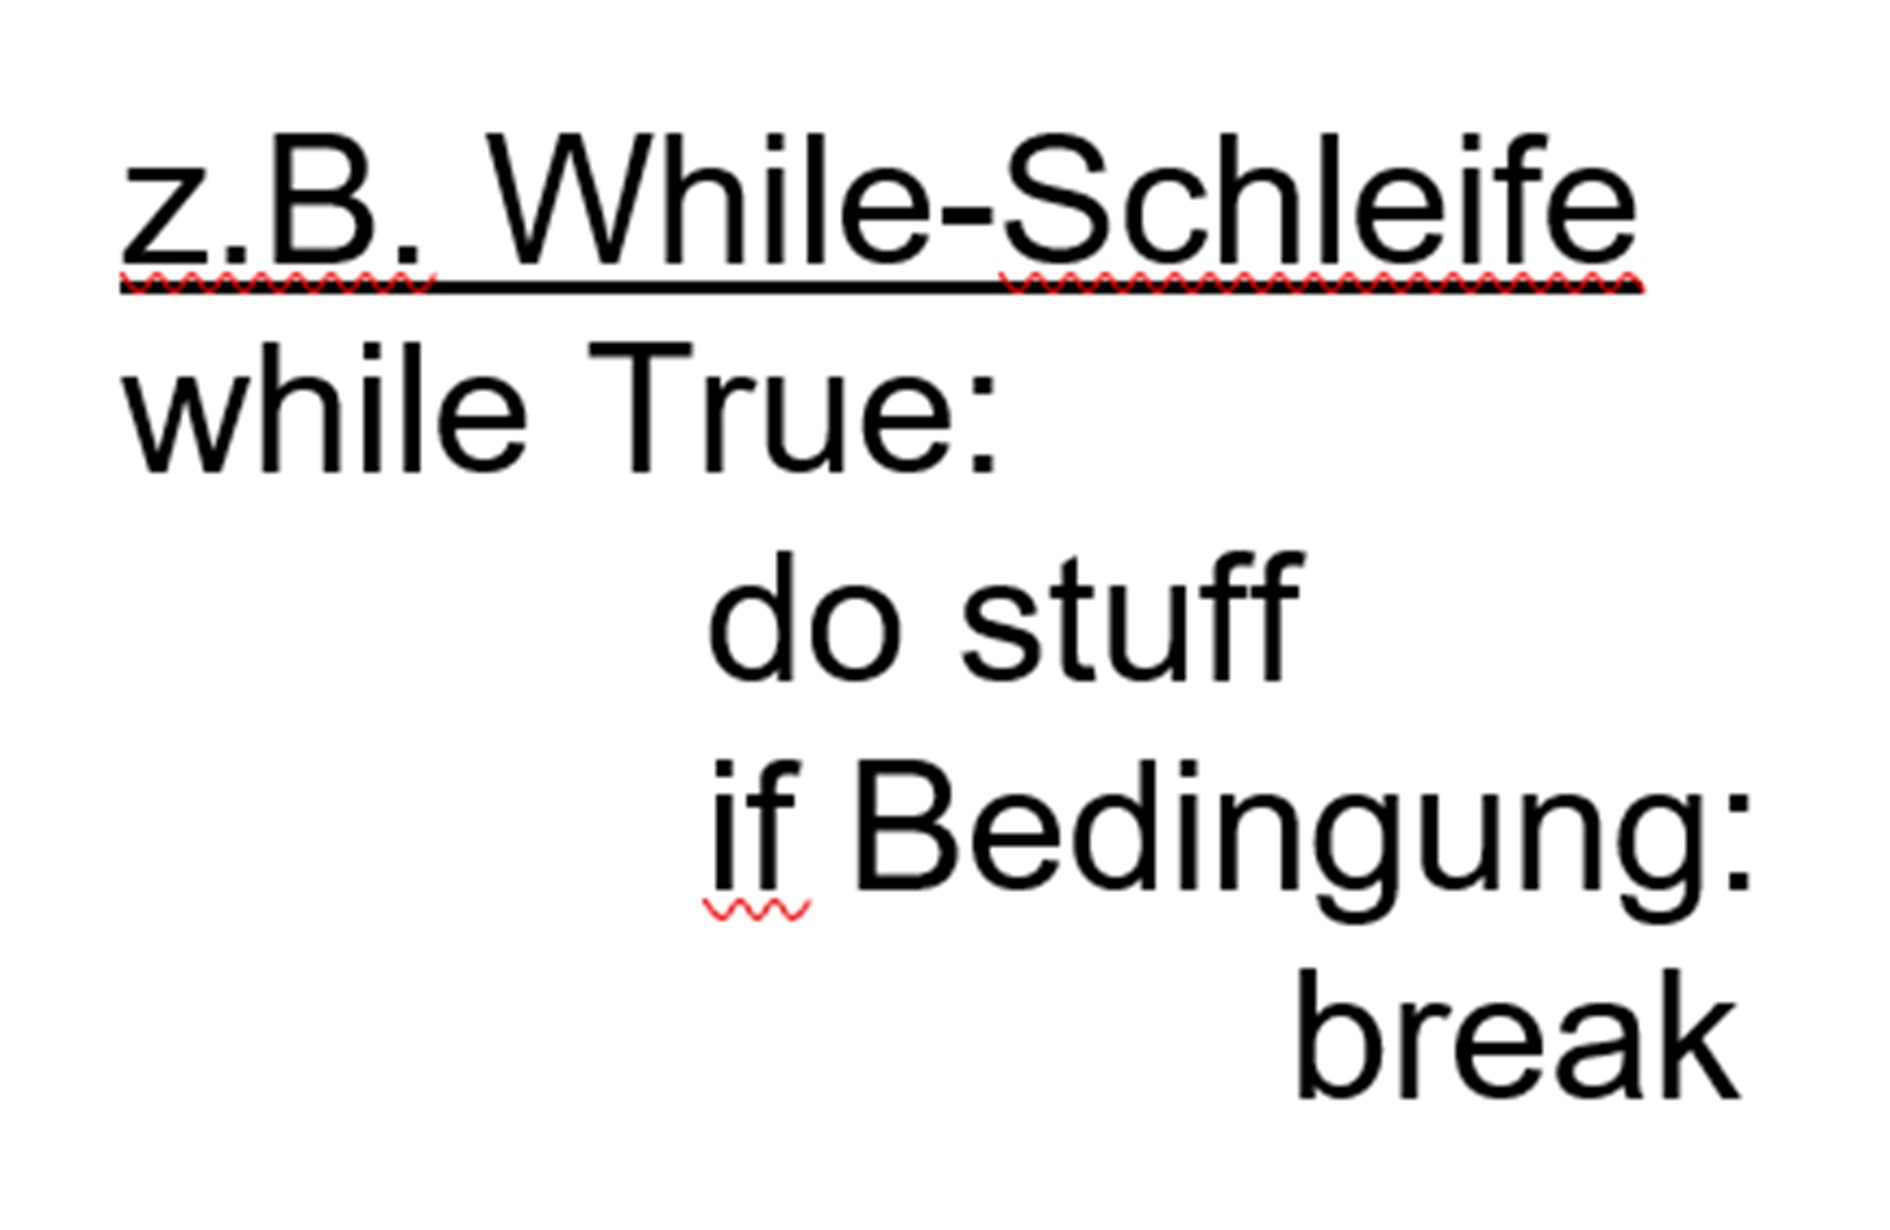 z.B. While-Schleife
while True:
do stuff
if Bedingung:
break